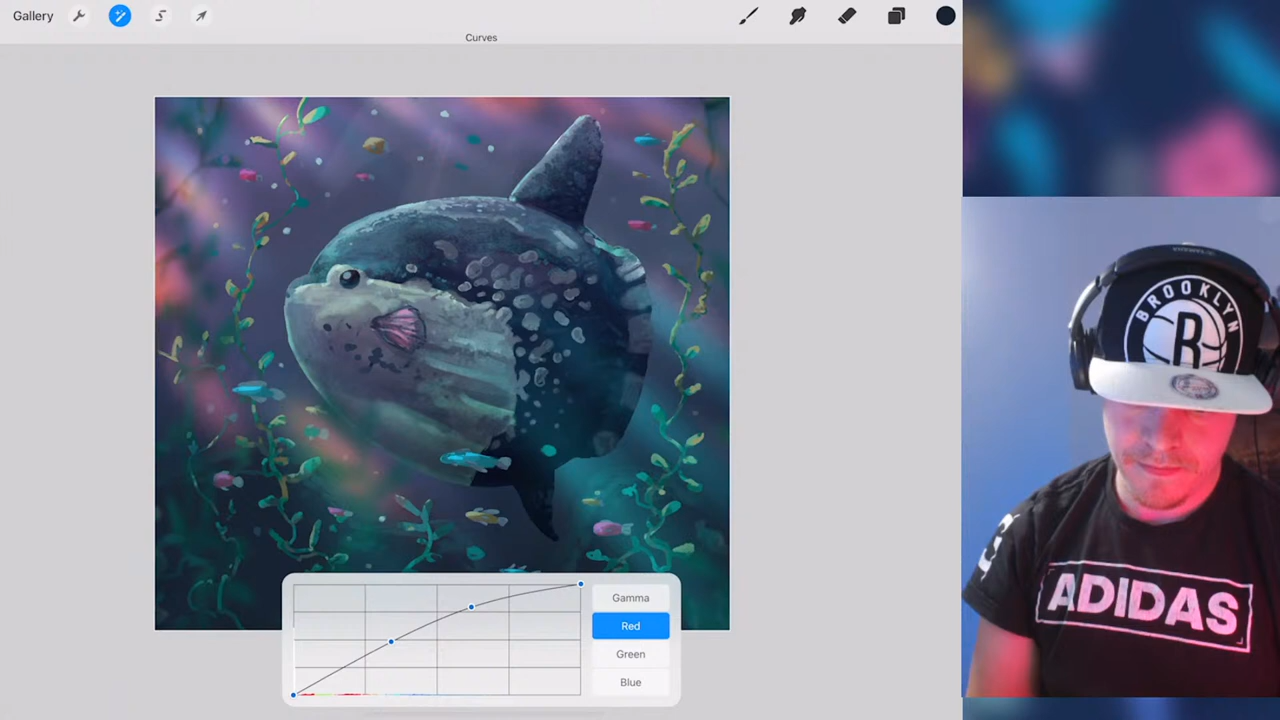 Gallery
Curves
Gamma
Red
Green
Blue
BROOKLYN
B
ADIDAS